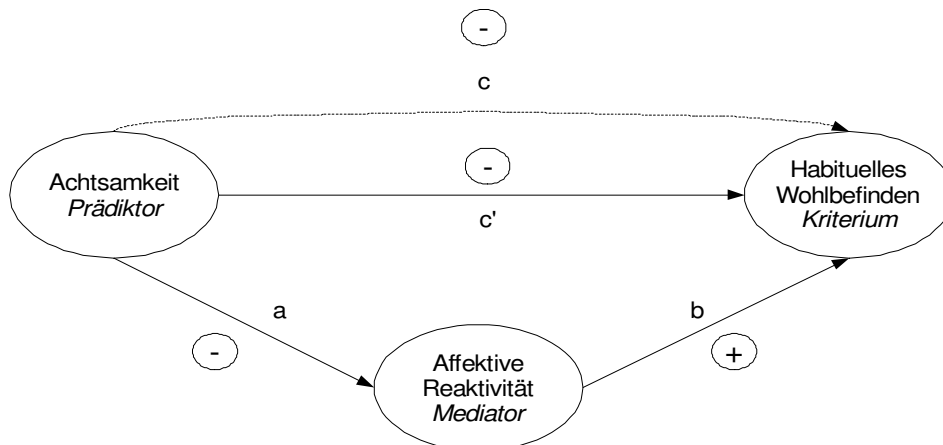 -
c
Achtsamkeit
Prädiktor
-
c'
Habituelles
Wohlbefinden
Kriterium
a
-
b
+
Affektive
Reaktivität
Mediator